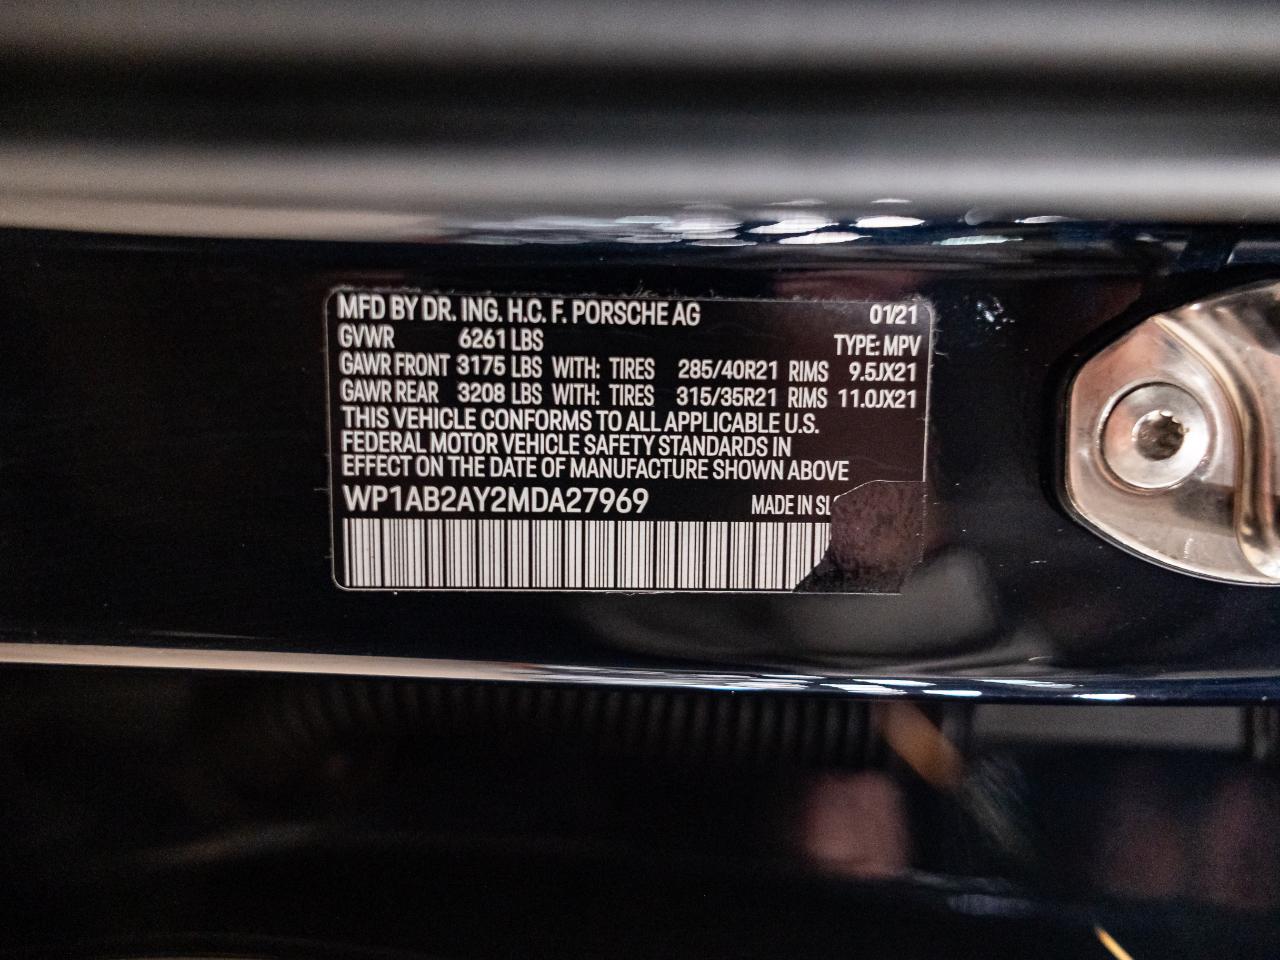 MFD BY DR. ING. H.C. F. PORSCHE AG 01/21
GVWR 6261 LBS TYPE: MPV
GAWR FRONT 3175 LBS WITH: TIRES 285/40R21 RIMS 9.5JX21
GAWR REAR 3208 LBS WITH: TIRES 315/35R21 RIMS 11.0JX21
THIS VEHICLE CONFORMS TO ALL APPLICABLE U.S.
FEDERAL MOTOR VEHICLE SAFETY STANDARDS IN
EFFECT ON THE DATE OF MANUFACTURE SHOWN ABOVE
WP1AB2AY2MDA27969 MADE IN